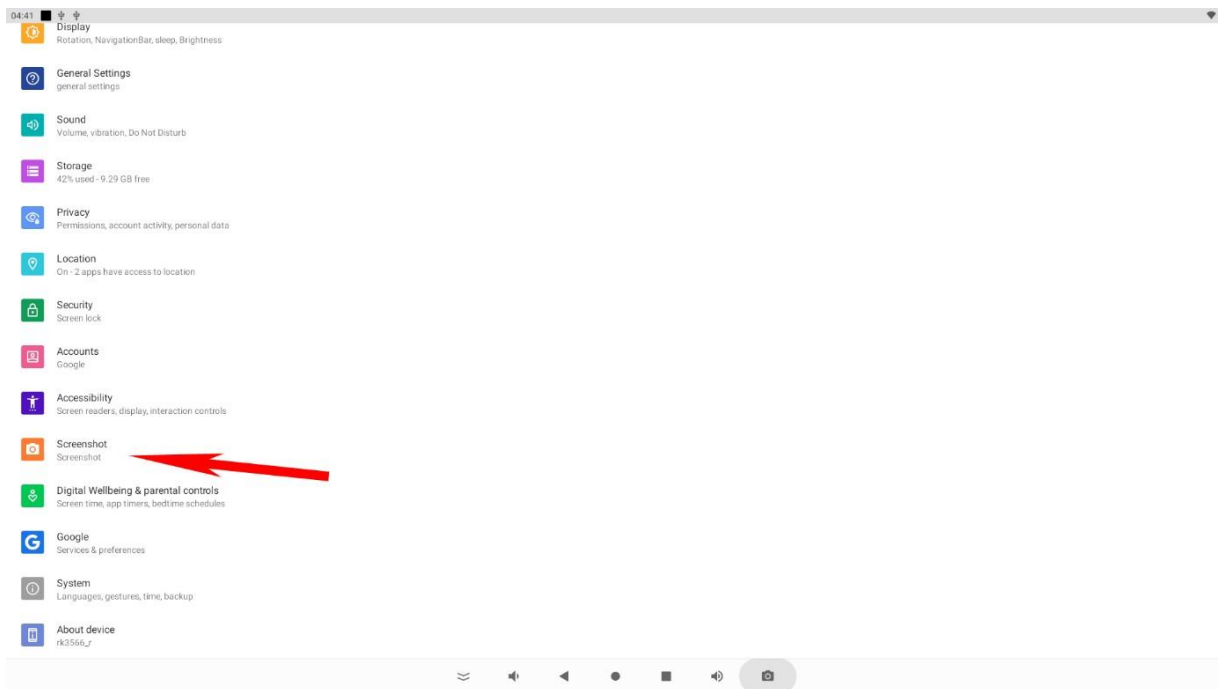 04:41
Display
Rotation, NavigationBar, sleep, Brightness
General Settings
general settings
Sound
Volume, vibration, Do Not Disturb
Storage
42% used - 9.29 GB free
Privacy
Permissions, account activity, personal data
Location
On - 2 apps have access to location
Security
Screen lock
Accounts
Google
Accessibility
Screen readers, display, interaction controls
Screenshot
Screenshot
Digital Wellbeing & parental controls
Screen time, app timers, bedtime schedules
G
Google
Services & preferences
System
Languages, gestures, time, backup
About device
rk3566_r